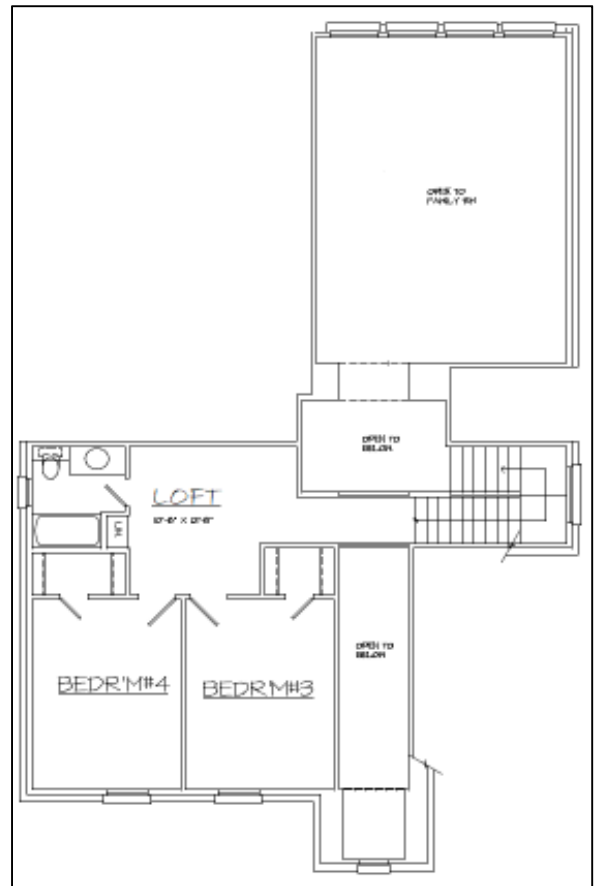 OPEN TO
FAMILY RM
OPEN TO
BELOW
LOFT
BEDR'M#4
BEDR'M#3
OPEN TO
BELOW